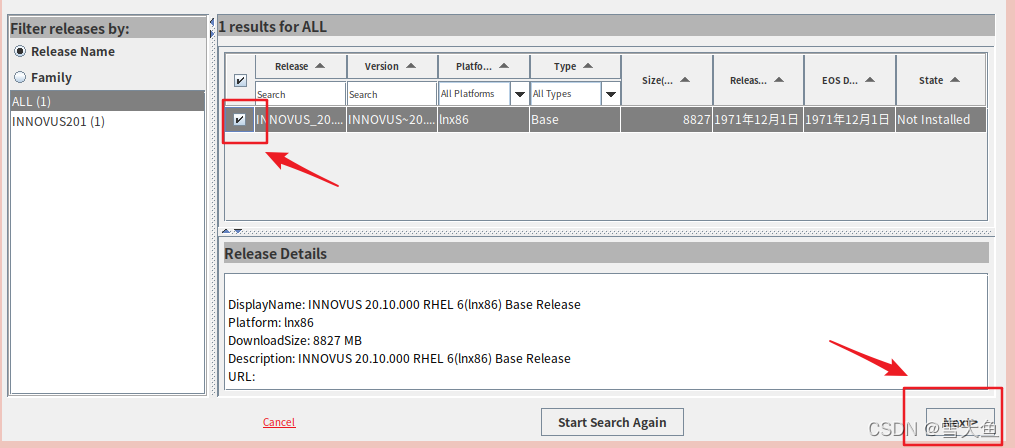 Filter releases by:
Release Name
Family
ALL (1)
INNOVUS201 (1)
1 results for ALL
Release Version Platfo... Type Size(... Releas... EOS D... State
Search Search All Platforms All Types
INNOVUS_20.... INNOVUS~20.... lnx86 Base 8827 1971年12月1日 1971年12月1日 Not Installed
Release Details
DisplayName: INNOVUS 20.10.000 RHEL 6(lnx86) Base Release
Platform: lnx86
DownloadSize: 8827 MB
Description: INNOVUS 20.10.000 RHEL 6(lnx86) Base Release
URL:
Cancel
Start Search Again
Next>
CSDN @雪天鱼